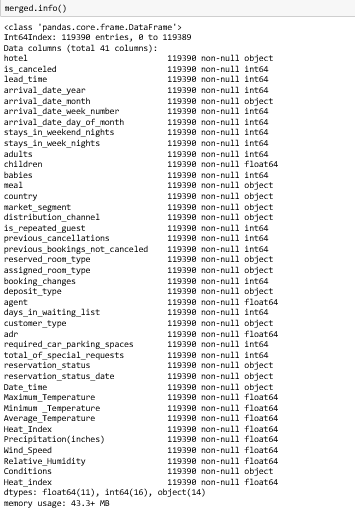 merged.info()
<class 'pandas.core.frame.DataFrame'>
Int64Index: 119390 entries, 0 to 119389
Data columns (total 41 columns):
hotel                             119390 non-null object
is_canceled                       119390 non-null int64
lead_time                         119390 non-null int64
arrival_date_year                 119390 non-null int64
arrival_date_month                119390 non-null object
arrival_date_week_number          119390 non-null int64
arrival_date_day_of_month         119390 non-null int64
stays_in_weekend_nights           119390 non-null int64
stays_in_week_nights              119390 non-null int64
adults                            119390 non-null int64
children                          119390 non-null float64
babies                            119390 non-null int64
meal                              119390 non-null object
country                           119390 non-null object
market_segment                    119390 non-null object
distribution_channel              119390 non-null object
is_repeated_guest                 119390 non-null int64
previous_cancellations            119390 non-null int64
previous_bookings_not_canceled    119390 non-null int64
reserved_room_type                119390 non-null object
assigned_room_type                119390 non-null object
booking_changes                   119390 non-null int64
deposit_type                      119390 non-null object
agent                             119390 non-null float64
days_in_waiting_list              119390 non-null int64
customer_type                     119390 non-null object
adr                               119390 non-null float64
required_car_parking_spaces       119390 non-null int64
total_of_special_requests         119390 non-null int64
reservation_status                119390 non-null object
reservation_status_date           119390 non-null object
Date_time                         119390 non-null object
Maximum_Temperature               119390 non-null float64
Minimum _Temperature              119390 non-null float64
Average_Temperature               119390 non-null float64
Heat_Index                        119390 non-null float64
Precipitation(inches)             119390 non-null float64
Wind_Speed                        119390 non-null float64
Relative_Humidity                 119390 non-null float64
Conditions                        119390 non-null object
Heat_index                        119390 non-null float64
dtypes: float64(11), int64(16), object(14)
memory usage: 43.3+ MB